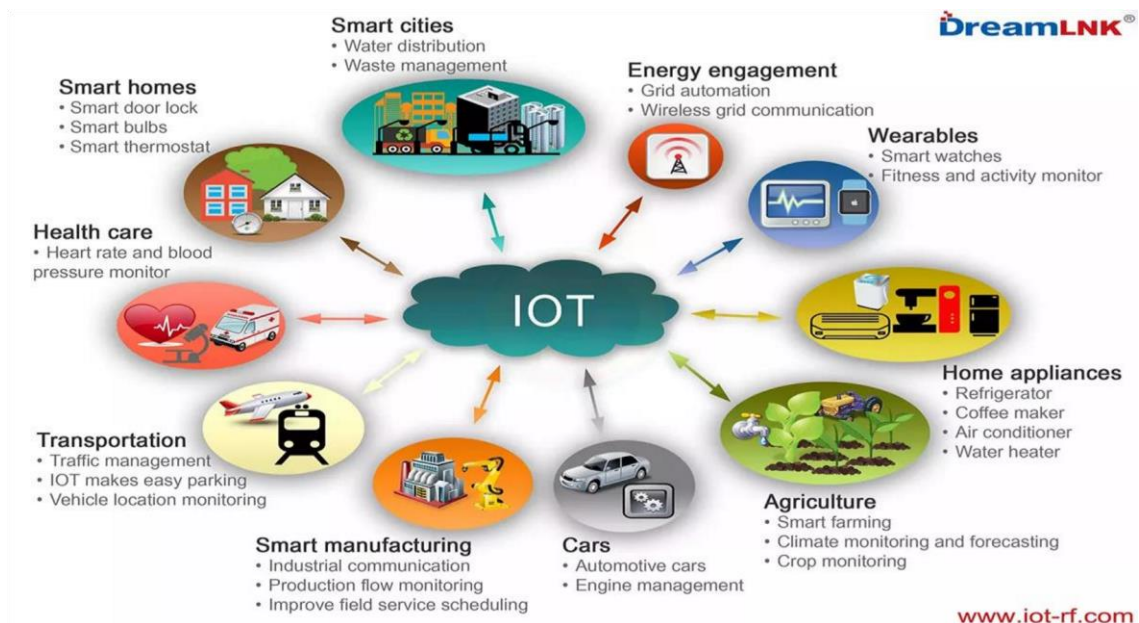 DreamLNK®
Smart cities
• Water distribution
• Waste management
Energy engagement
• Grid automation
• Wireless grid communication
Smart homes
• Smart door lock
• Smart bulbs
• Smart thermostat
Wearables
• Smart watches
• Fitness and activity monitor
Health care
• Heart rate and blood
pressure monitor
IOT
Home appliances
• Refrigerator
• Coffee maker
• Air conditioner
• Water heater
Transportation
• Traffic management
• IOT makes easy parking
• Vehicle location monitoring
Agriculture
• Smart farming
• Climate monitoring and forecasting
• Crop monitoring
Smart manufacturing
• Industrial communication
• Production flow monitoring
• Improve field service scheduling
Cars
• Automotive cars
• Engine management
www.iot-rf.com